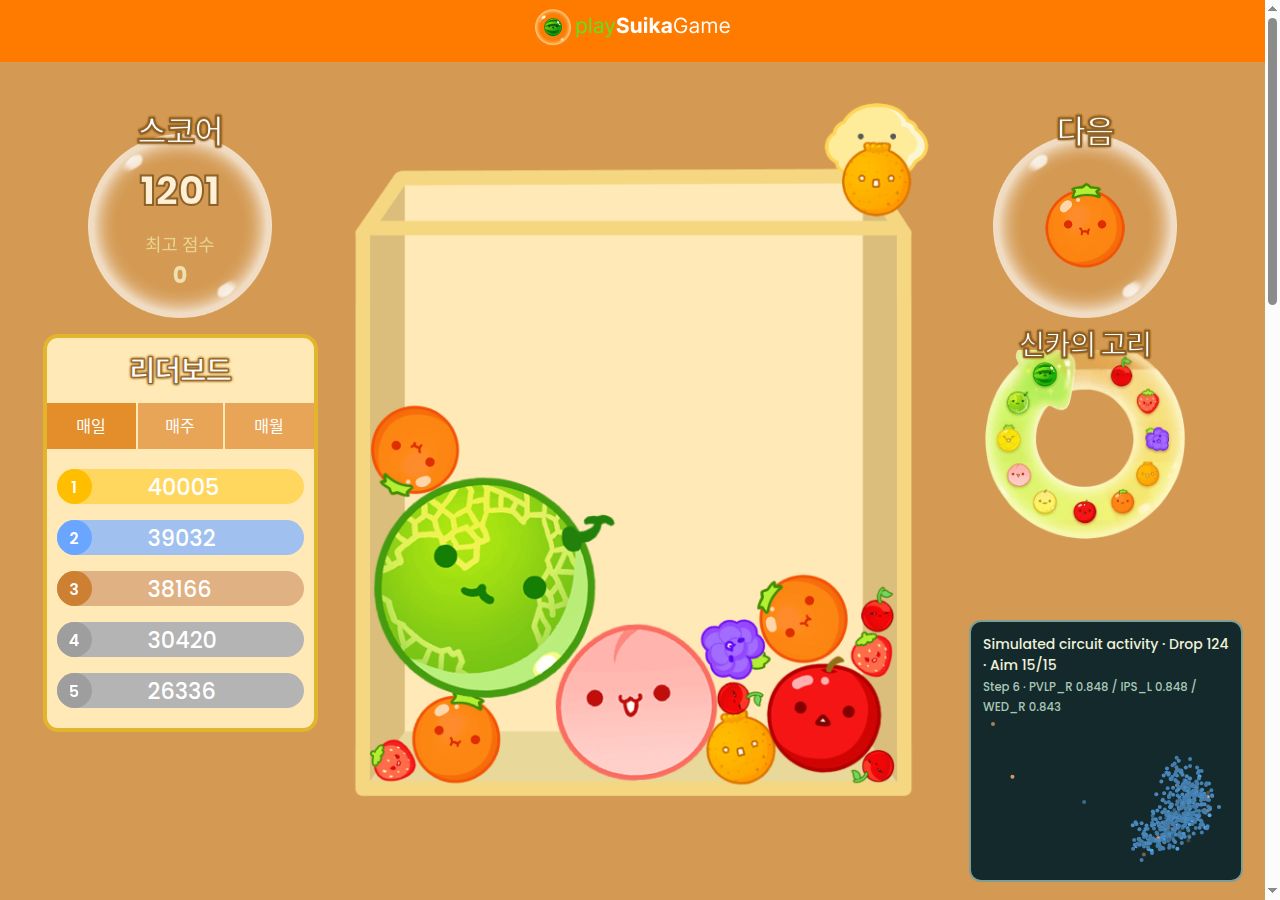 playSuikaGame
스코어
1201
최고 점수
0
리더보드
매일 매주 매월
1 40005
2 39032
3 38166
4 30420
5 26336
다음
신카의 고리
Simulated circuit activity · Drop 124
· Aim 15/15
Step 6 · PVLP_R 0.848 / IPS_L 0.848 /
WED_R 0.843